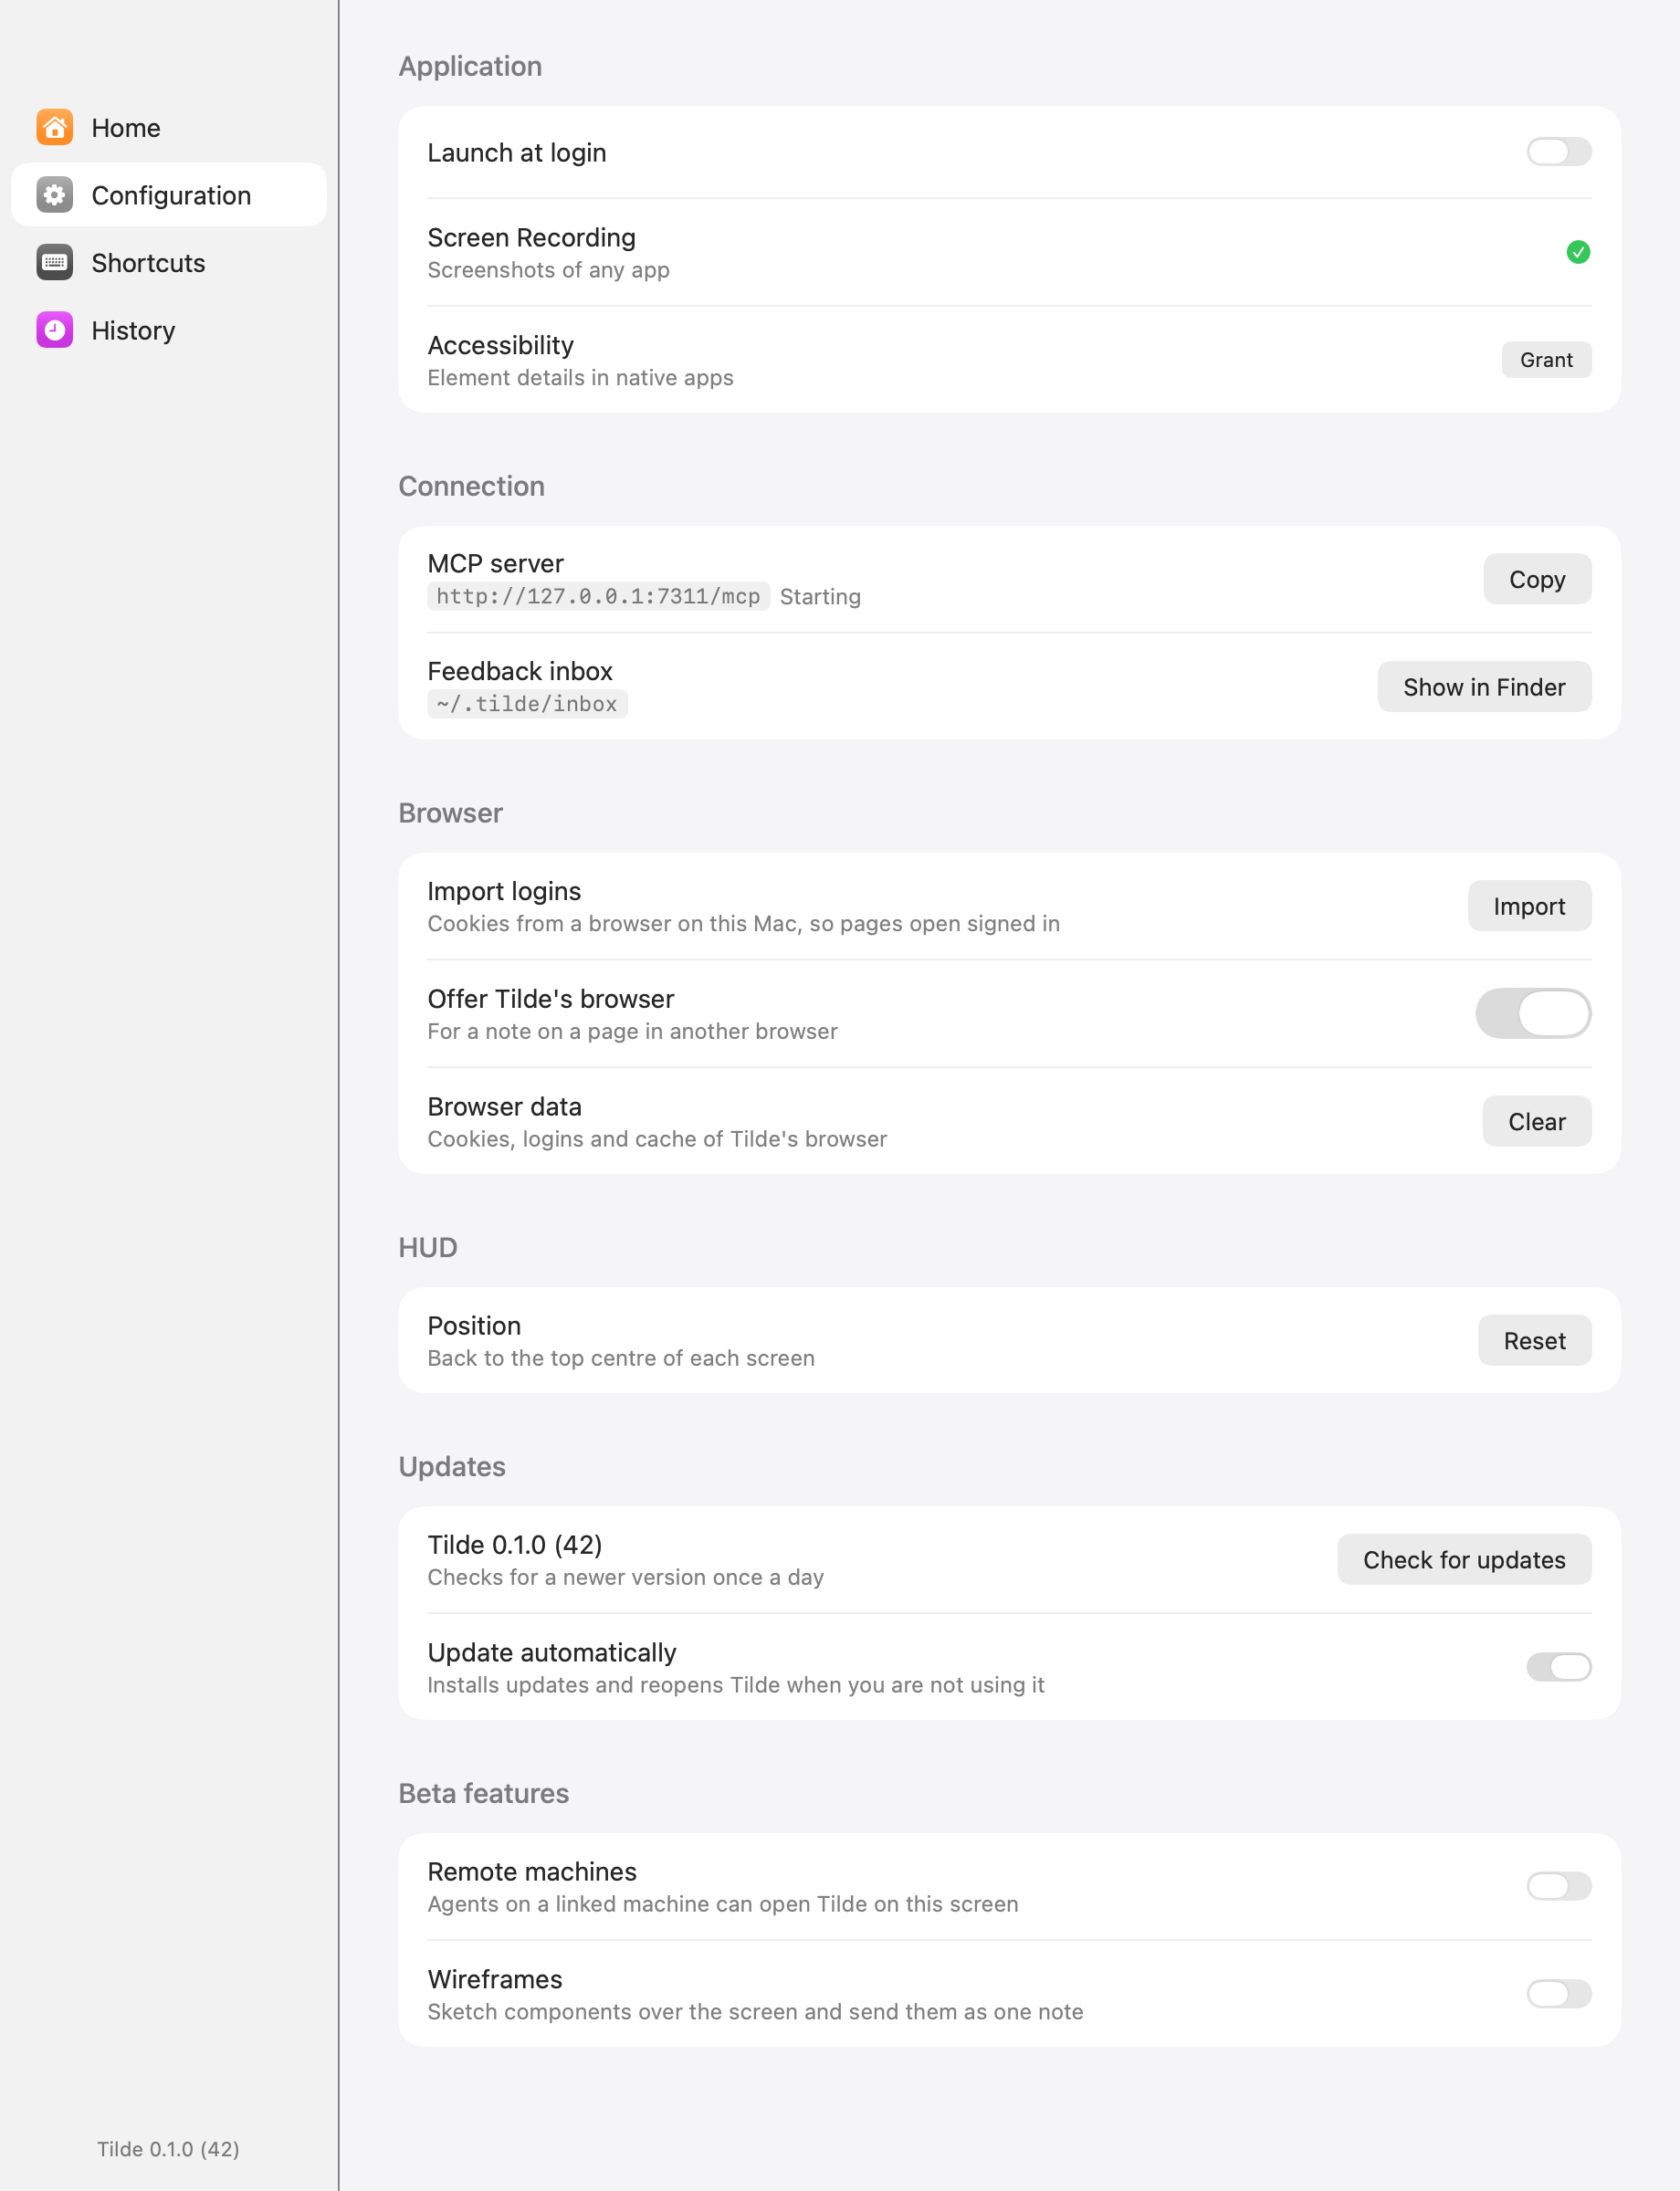 Home
Configuration
Shortcuts
History
Tilde 0.1.0 (42)
Application
Launch at login
Screen Recording
Screenshots of any app
Accessibility
Element details in native apps
Grant
Connection
MCP server
http://127.0.0.1:7311/mcp Starting
Copy
Feedback inbox
~/.tilde/inbox
Show in Finder
Browser
Import logins
Cookies from a browser on this Mac, so pages open signed in
Import
Offer Tilde's browser
For a note on a page in another browser
Browser data
Cookies, logins and cache of Tilde's browser
Clear
HUD
Position
Back to the top centre of each screen
Reset
Updates
Tilde 0.1.0 (42)
Checks for a newer version once a day
Check for updates
Update automatically
Installs updates and reopens Tilde when you are not using it
Beta features
Remote machines
Agents on a linked machine can open Tilde on this screen
Wireframes
Sketch components over the screen and send them as one note